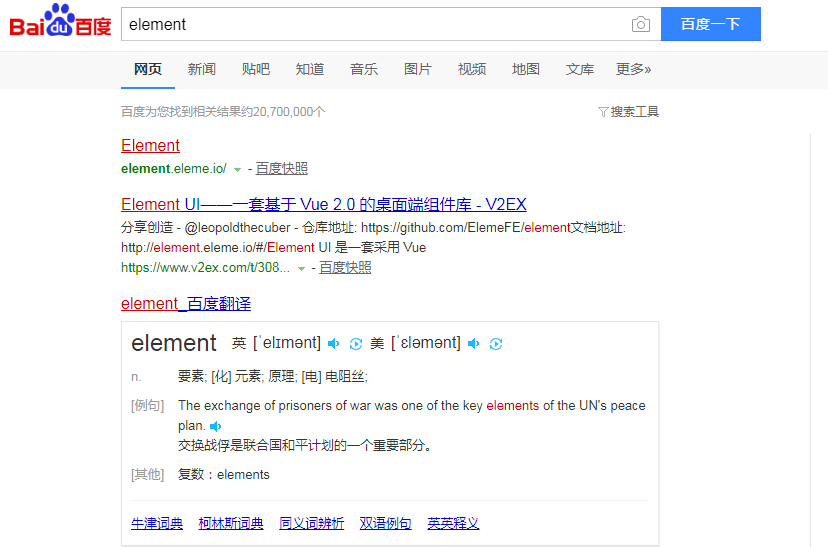 Bai du 百度
element
百度一下
网页 新闻 贴吧 知道 音乐 图片 视频 地图 文库 更多»
百度为您找到相关结果约20,700,000个 搜索工具
Element
element.eleme.io/ - 百度快照
Element UI——一套基于 Vue 2.0 的桌面端组件库 - V2EX
分享创造 - @leopoldthecuber - 仓库地址: https://github.com/ElemeFE/element文档地址:
http://element.eleme.io/#/Element UI 是一套采用 Vue
https://www.v2ex.com/t/308... - 百度快照
element_百度翻译
element 英 [ˈelɪmənt] 美 [ˈɛləmənt]
n. 要素; [化] 元素; 原理; [电] 电阻丝;
[例句] The exchange of prisoners of war was one of the key elements of the UN's peace
plan.
交换战俘是联合国和平计划的一个重要部分。
[其他] 复数：elements
牛津词典 柯林斯词典 同义词辨析 双语例句 英英释义